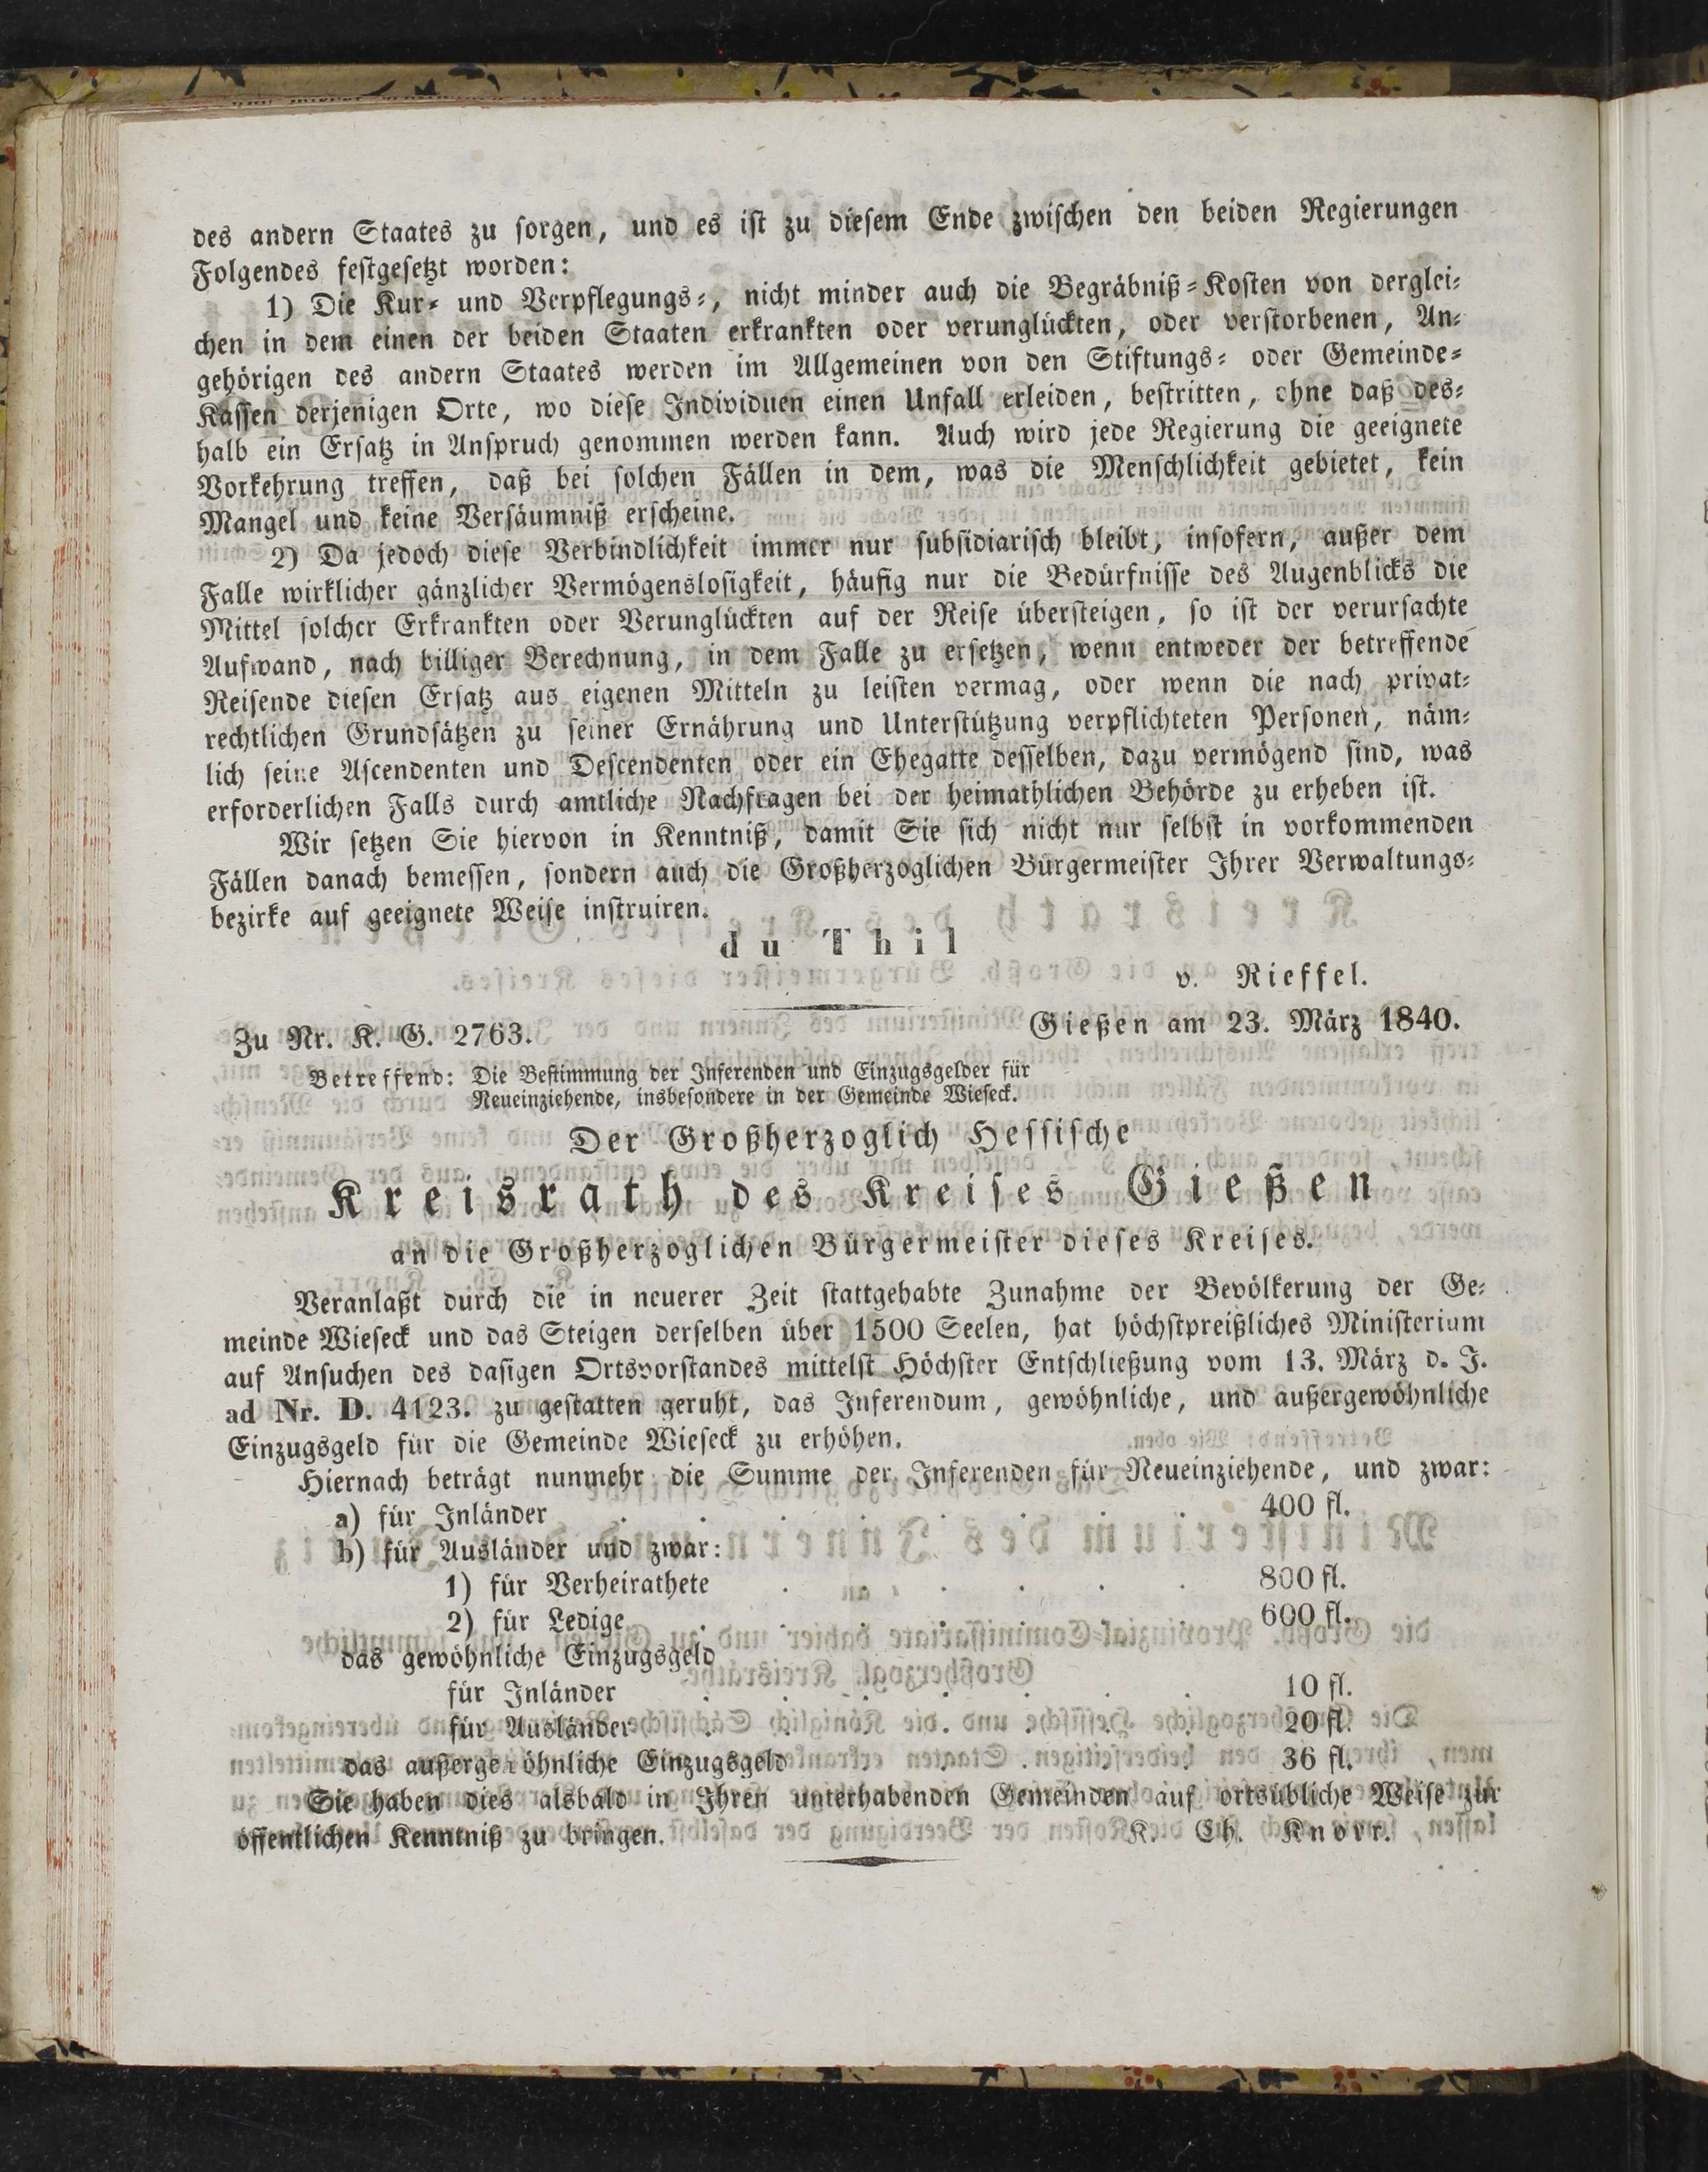 des andern Staates zu sorgen, und es ist zu diesem Ende zwischen den beiden Regierungen
Folgendes festgesetzt worden:
1) Die Kur- und Verpflegungs-, nicht minder auch die Begräbniß-Kosten von derglei-
chen in dem einen der beiden Staaten erkrankten oder verunglückten, oder verstorbenen, An-
gehörigen des andern Staates werden im Allgemeinen von den Stiftungs- oder Gemeinde-
Kassen derjenigen Orte, wo diese Individuen einen Unfall erleiden, bestritten, ohne daß des-
halb ein Ersatz in Anspruch genommen werden kann. Auch wird jede Regierung die geeignete
Vorkehrung treffen, daß bei solchen Fällen in dem, was die Menschlichkeit gebietet, kein
Mangel und keine Versäumniß erscheine.
2) Da jedoch diese Verbindlichkeit immer nur subsidiarisch bleibt, insofern, außer dem
Falle wirklicher gänzlicher Vermögenslosigkeit, häufig nur die Bedürfnisse des Augenblicks die
Mittel solcher Erkrankten oder Verunglückten auf der Reise übersteigen, so ist der verursachte
Aufwand, nach billiger Berechnung, in dem Falle zu ersetzen, wenn entweder der betreffende
Reisende diesen Ersatz aus eigenen Mitteln zu leisten vermag, oder wenn die nach privat-
rechtlichen Grundsätzen zu seiner Ernährung und Unterstützung verpflichteten Personen, näm-
lich seine Ascendenten und Descendenten oder ein Ehegatte desselben, dazu vermögend sind, was
erforderlichen Falls durch amtliche Nachfragen bei der heimathlichen Behörde zu erheben ist.
Wir setzen Sie hiervon in Kenntniß, damit Sie sich nicht nur selbst in vorkommenden
Fällen danach bemessen, sondern auch die Großherzoglichen Bürgermeister Ihrer Verwaltungs-
bezirke auf geeignete Weise instruiren.
du Thil
v. Rieffel.
Zu Nr. K. G. 2763. Gießen am 23. März 1840.
Betreffend: Die Bestimmung der Inferenden und Einzugsgelder für
Neueinziehende, insbesondere in der Gemeinde Wieseck.
Der Großherzoglich Hessische
Kreisrath des Kreises Gießen
an die Großherzoglichen Bürgermeister dieses Kreises.
Veranlaßt durch die in neuerer Zeit stattgehabte Zunahme der Bevölkerung der Ge-
meinde Wieseck und das Steigen derselben über 1500 Seelen, hat höchstpreißliches Ministerium
auf Ansuchen des dasigen Ortsvorstandes mittelst Höchster Entschließung vom 13. März d. J.
ad Nr. D. 4123. zu gestatten geruht, das Inferendum, gewöhnliche, und außergewöhnliche
Einzugsgeld für die Gemeinde Wieseck zu erhöhen.
Hiernach beträgt nunmehr die Summe der Inferenden für Neueinziehende, und zwar:
a) für Inländer . . . . . . . . 400 fl.
b) für Ausländer und zwar:
1) für Verheirathete . . . . . . 800 fl.
2) für Ledige . . . . . . . 600 fl.
das gewöhnliche Einzugsgeld
für Inländer . . . . . . . 10 fl.
für Ausländer . . . . . . . 20 fl.
das außergewöhnliche Einzugsgeld . . . . . 36 fl.
Sie haben dies alsbald in Ihren unterhabenden Gemeinden auf ortsübliche Weise zur
öffentlichen Kenntniß zu bringen. K. Ch. Knorr.